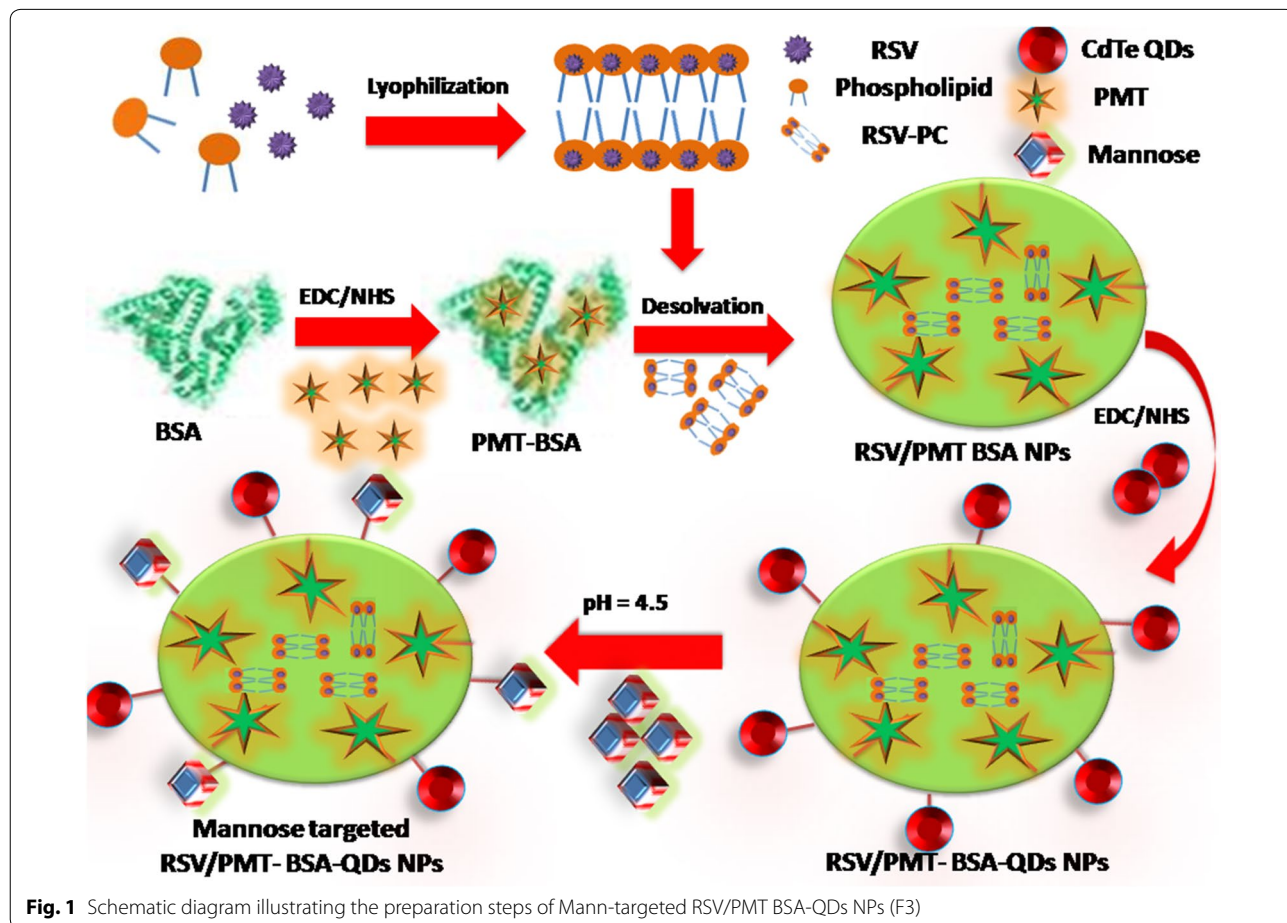 Lyophilization
RSV
Phospholipid
RSV-PC
CdTe QDs
PMT
Mannose
BSA
EDC/NHS
PMT-BSA
Desolvation
RSV/PMT BSA NPs
EDC/NHS
pH = 4.5
Mannose targeted
RSV/PMT- BSA-QDs NPs
RSV/PMT- BSA-QDs NPs
Fig. 1 Schematic diagram illustrating the preparation steps of Mann-targeted RSV/PMT BSA-QDs NPs (F3)